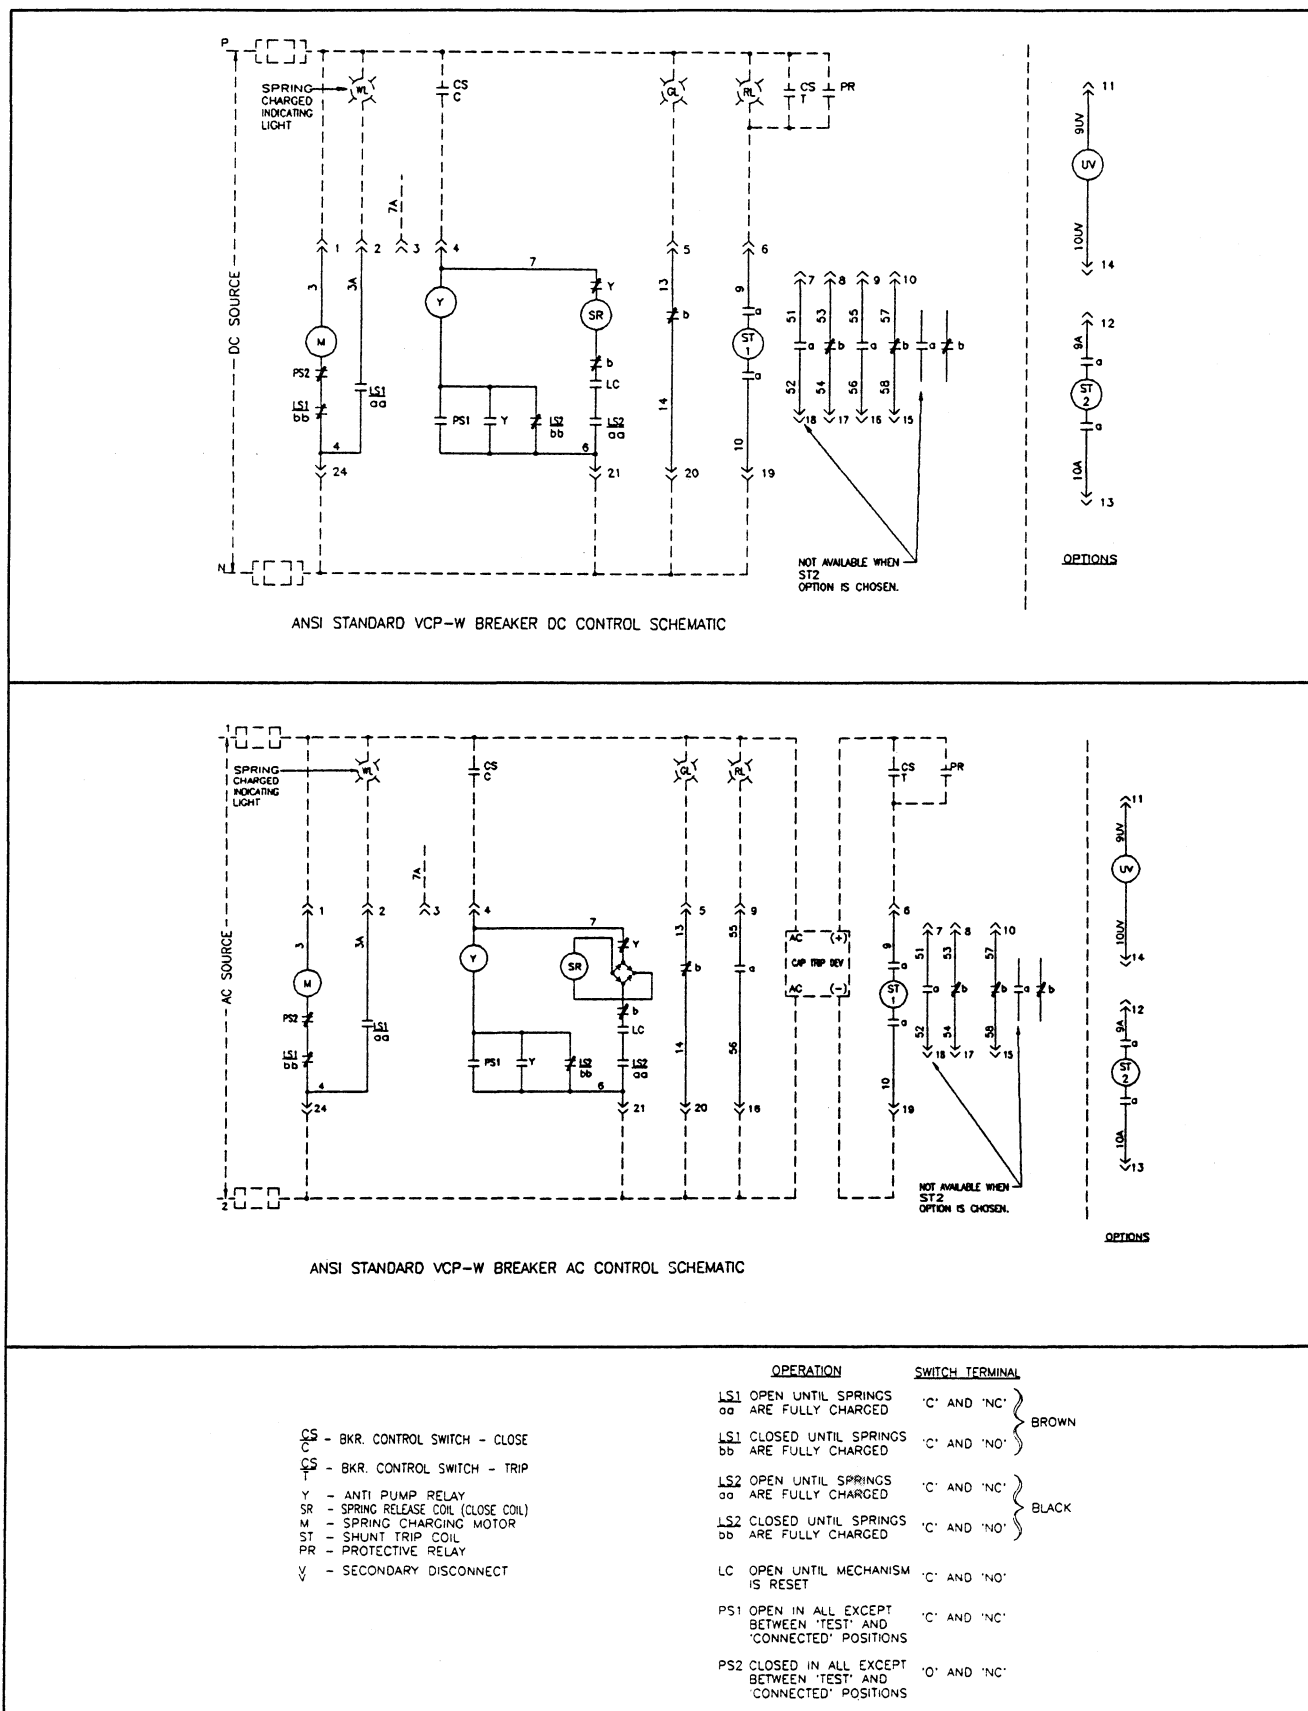 P
SPRING
CHARGED
INDICATING
LIGHT
WL
CS
C
GL
RL
CS
T
PR
7A
1
2
3
4
5
6
DC SOURCE
3
3A
7
Y
Y
SR
M
PS2
LS1
bb
LS1
aa
b
LC
PS1
Y
LS2
bb
LS2
aa
4
6
24
21
13
b
14
20
9
a
ST
1
a
10
19
7
8
9
10
51
53
55
57
a
b
a
b
a
b
52
54
56
58
18
17
16
15
NOT AVAILABLE WHEN
ST2
OPTION IS CHOSEN.
N
11
9UV
UV
10UV
14
12
9A
a
ST
2
a
10A
13
OPTIONS
ANSI STANDARD VCP-W BREAKER DC CONTROL SCHEMATIC
1
SPRING
CHARGED
INDICATING
LIGHT
WL
CS
C
GL
RL
CS
T
PR
7A
1
2
3
4
5
9
6
AC SOURCE
3
3A
7
Y
Y
SR
M
PS2
LS1
bb
LS1
aa
b
LC
PS1
Y
LS2
bb
LS2
aa
4
6
24
21
13
b
14
20
55
a
56
16
AC
(+)
CAP TRIP DEV
AC
(-)
9
a
ST
1
a
10
19
7
8
10
51
53
57
a
b
b
a
b
52
54
58
18
17
15
NOT AVAILABLE WHEN
ST2
OPTION IS CHOSEN.
2
11
9UV
UV
10UV
14
12
9A
a
ST
2
a
10A
13
OPTIONS
ANSI STANDARD VCP-W BREAKER AC CONTROL SCHEMATIC
CS
C - BKR. CONTROL SWITCH - CLOSE
CS
T - BKR. CONTROL SWITCH - TRIP
Y - ANTI PUMP RELAY
SR - SPRING RELEASE COIL (CLOSE COIL)
M - SPRING CHARGING MOTOR
ST - SHUNT TRIP COIL
PR - PROTECTIVE RELAY
- SECONDARY DISCONNECT
OPERATION SWITCH TERMINAL
LS1 OPEN UNTIL SPRINGS
aa ARE FULLY CHARGED 'C' AND 'NC'
BROWN
LS1 CLOSED UNTIL SPRINGS
bb ARE FULLY CHARGED 'C' AND 'NO'
LS2 OPEN UNTIL SPRINGS
aa ARE FULLY CHARGED 'C' AND 'NC'
BLACK
LS2 CLOSED UNTIL SPRINGS
bb ARE FULLY CHARGED 'C' AND 'NO'
LC OPEN UNTIL MECHANISM
IS RESET 'C' AND 'NO'
PS1 OPEN IN ALL EXCEPT
BETWEEN 'TEST' AND 'C' AND 'NC'
'CONNECTED' POSITIONS
PS2 CLOSED IN ALL EXCEPT
BETWEEN 'TEST' AND 'O' AND 'NC'
'CONNECTED' POSITIONS